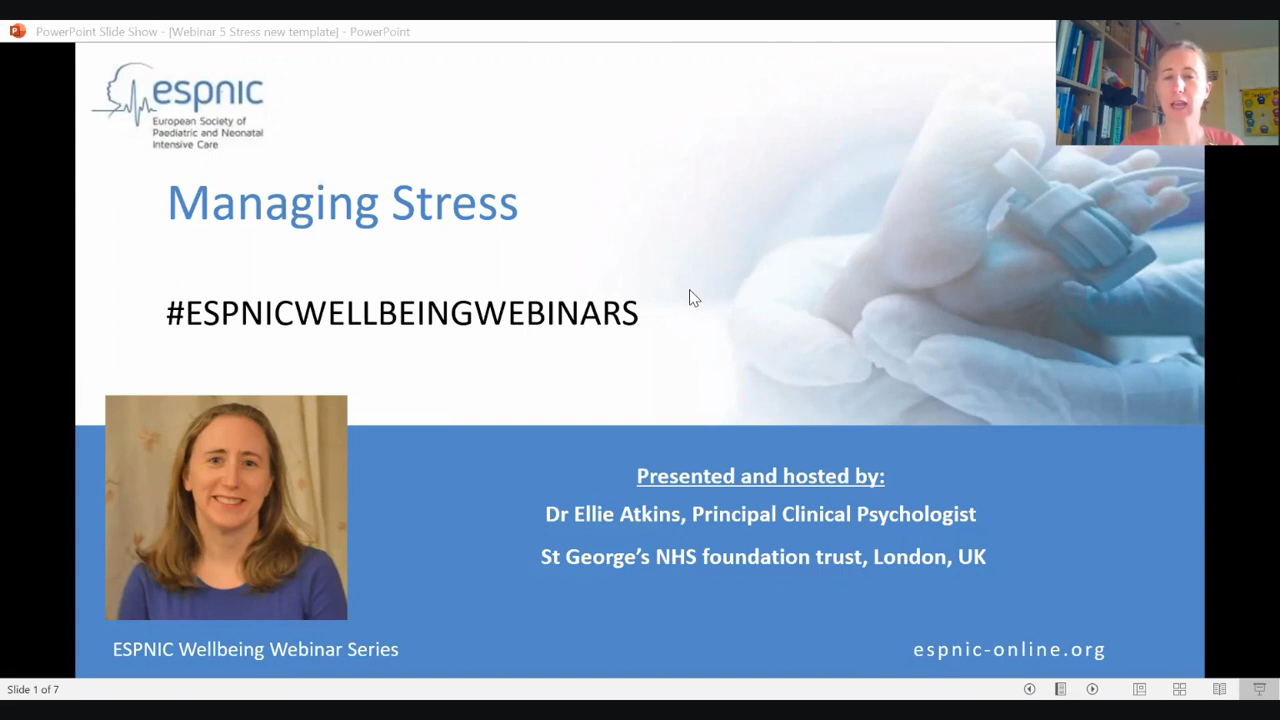 PowerPoint Slide Show - [Webinar 5 Stress new template] - PowerPoint
espnic
European Society of
Paediatric and Neonatal
Intensive Care
Managing Stress
#ESPNICWELLBEINGWEBINARS
Presented and hosted by:
Dr Ellie Atkins, Principal Clinical Psychologist
St George’s NHS foundation trust, London, UK
ESPNIC Wellbeing Webinar Series
espnic-online.org
Slide 1 of 7